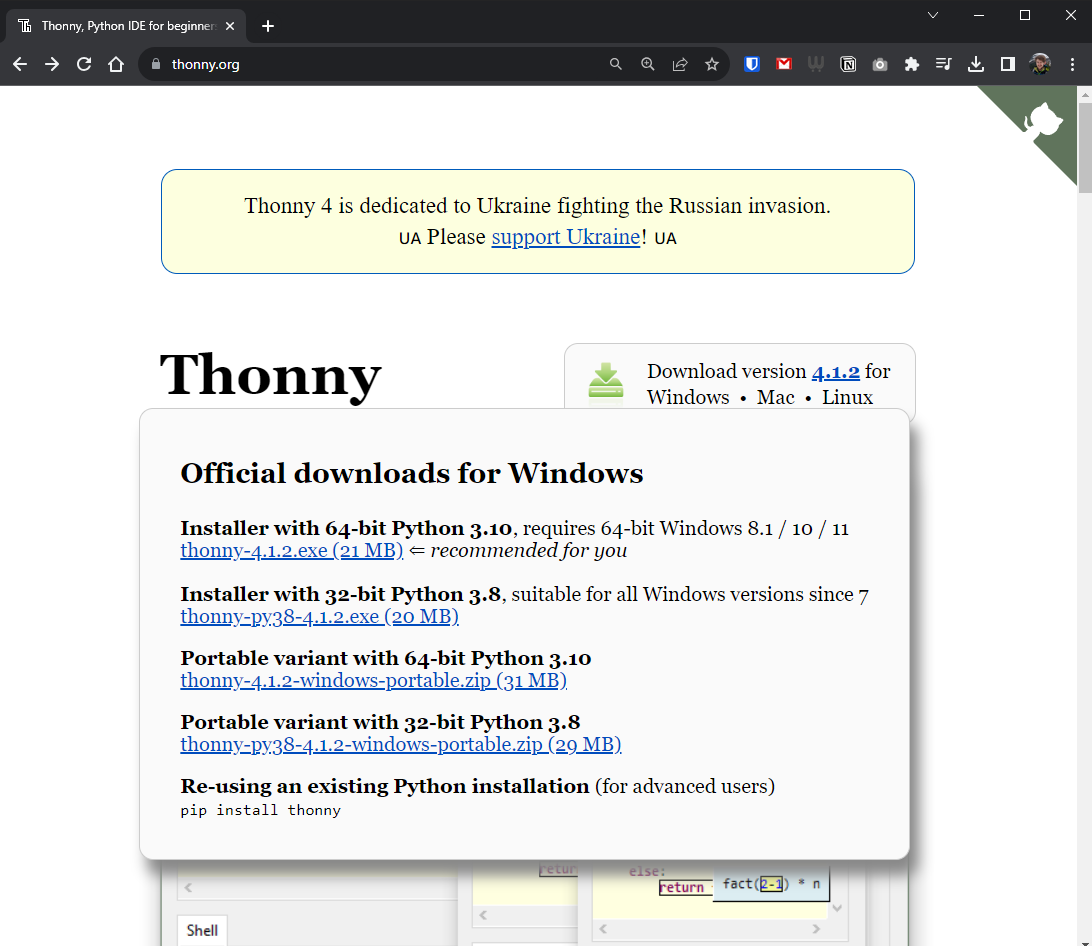 Thonny, Python IDE for beginners
thonny.org
Thonny 4 is dedicated to Ukraine fighting the Russian invasion.
UA Please support Ukraine! UA
Thonny
Download version 4.1.2 for
Windows • Mac • Linux
Official downloads for Windows
Installer with 64-bit Python 3.10, requires 64-bit Windows 8.1 / 10 / 11
thonny-4.1.2.exe (21 MB) ⇐ recommended for you
Installer with 32-bit Python 3.8, suitable for all Windows versions since 7
thonny-py38-4.1.2.exe (20 MB)
Portable variant with 64-bit Python 3.10
thonny-4.1.2-windows-portable.zip (31 MB)
Portable variant with 32-bit Python 3.8
thonny-py38-4.1.2-windows-portable.zip (29 MB)
Re-using an existing Python installation (for advanced users)
pip install thonny
return
else:
return fact(2-1) * n
Shell